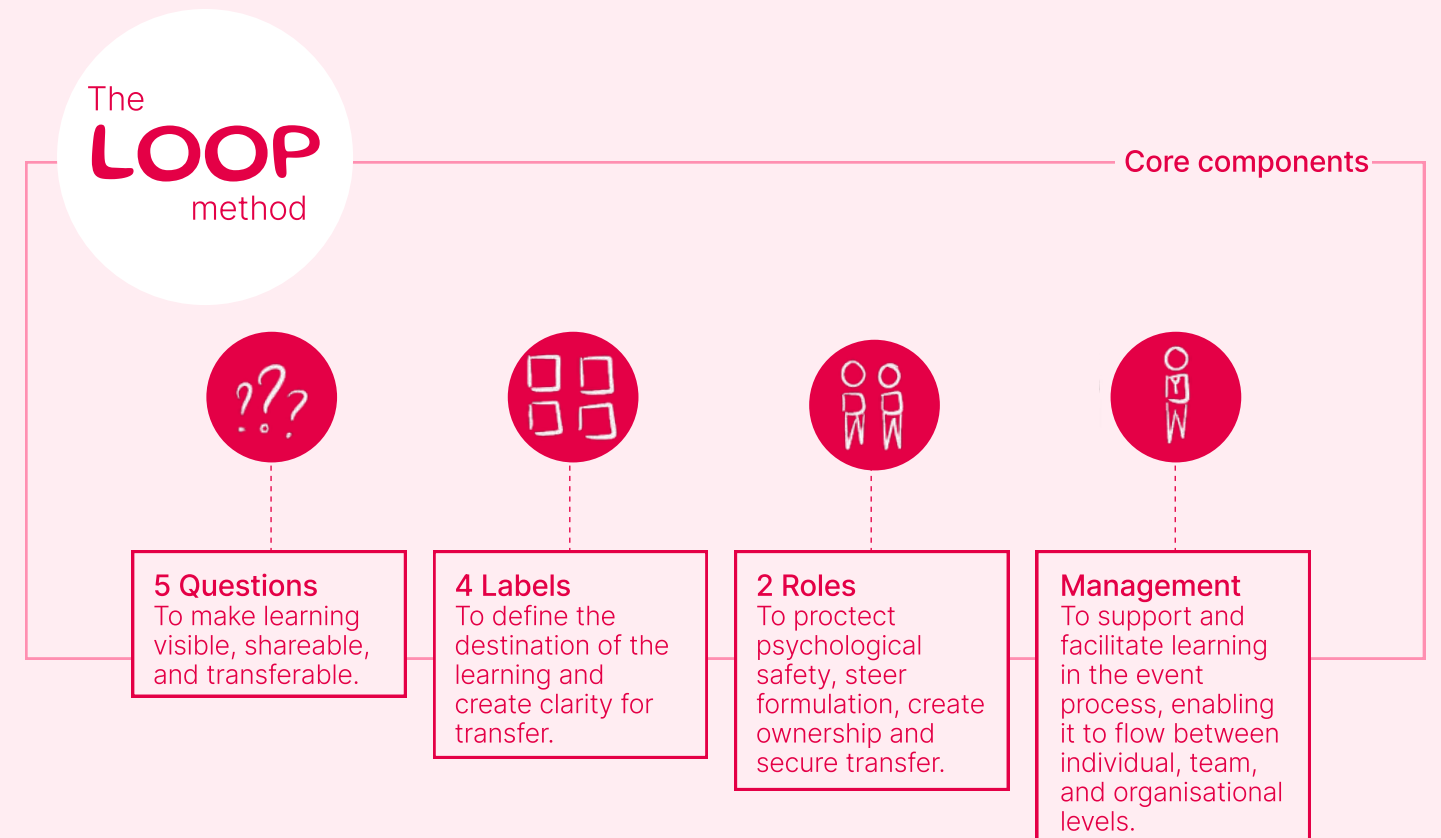 The
LOOP
method
Core components
5 Questions
To make learning
visible, shareable,
and transferable.
4 Labels
To define the
destination of the
learning and
create clarity for
transfer.
2 Roles
To proctect
psychological
safety, steer
formulation, create
ownership and
secure transfer.
Management
To support and
facilitate learning
in the event
process, enabling
it to flow between
individual, team,
and organisational
levels.